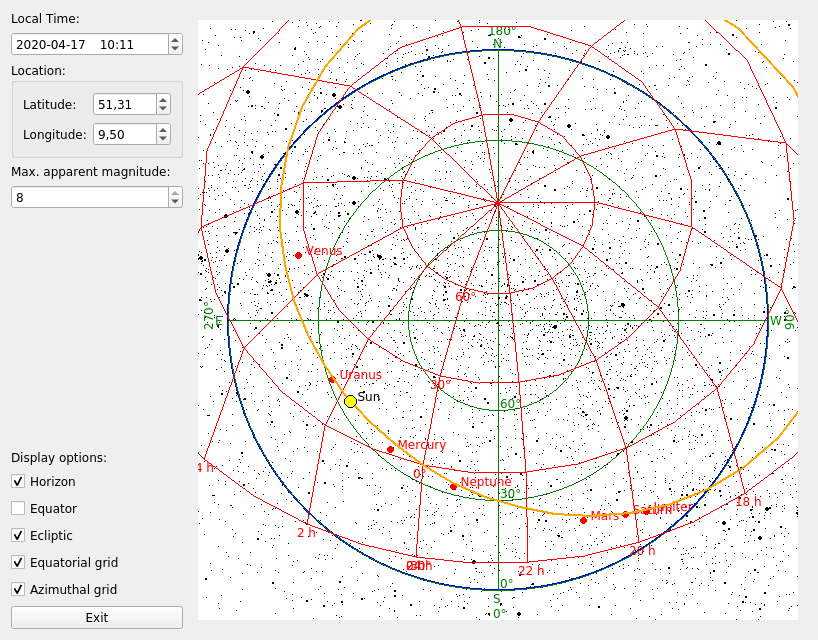 Local Time:
2020-04-17 10:11
Location:
Latitude: 51,31
Longitude: 9,50
Max. apparent magnitude:
8
Display options:
Horizon
Equator
Ecliptic
Equatorial grid
Azimuthal grid
Exit
180°
N
Venus
60°
270°
E
W
90°
Uranus
30°
Sun
60°
Mercury
4 h
0°
Neptune
30°
Mars
Jupiter
18 h
2 h
20 h
22 h
0°
S
0°